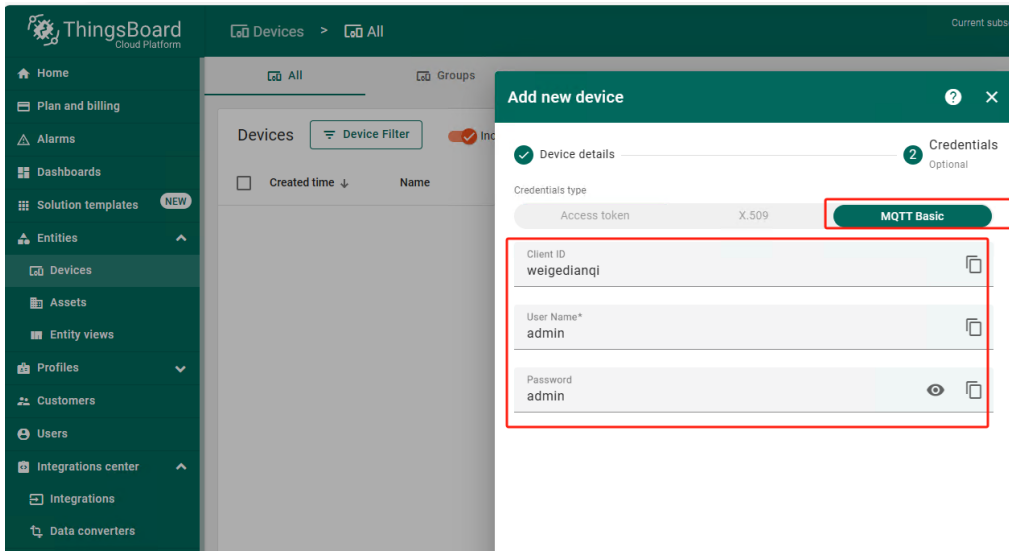 ThingsBoard
Cloud Platform
Devices > All
Current subs
Home
Plan and billing
Alarms
Dashboards
Solution templates NEW
Entities
Devices
Assets
Entity views
Profiles
Customers
Users
Integrations center
Integrations
Data converters
All
Groups
Devices
Device Filter
Inc
Created time ↓
Name
Add new device
?
Device details
2
Credentials
Optional
Credentials type
Access token
X.509
MQTT Basic
Client ID
weigedianqi
User Name*
admin
Password
admin